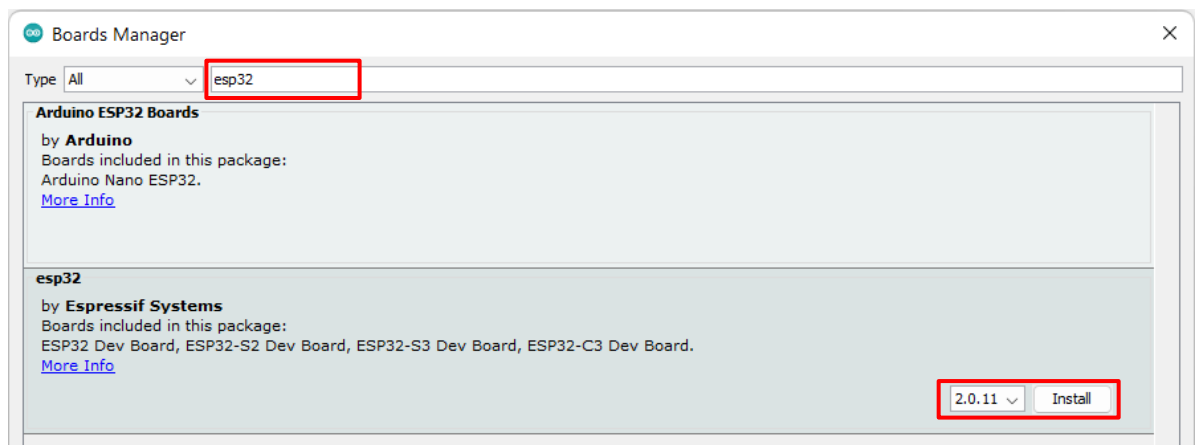 Boards Manager
Type All esp32
Arduino ESP32 Boards
by Arduino
Boards included in this package:
Arduino Nano ESP32.
More Info
esp32
by Espressif Systems
Boards included in this package:
ESP32 Dev Board, ESP32-S2 Dev Board, ESP32-S3 Dev Board, ESP32-C3 Dev Board.
More Info
2.0.11 Install